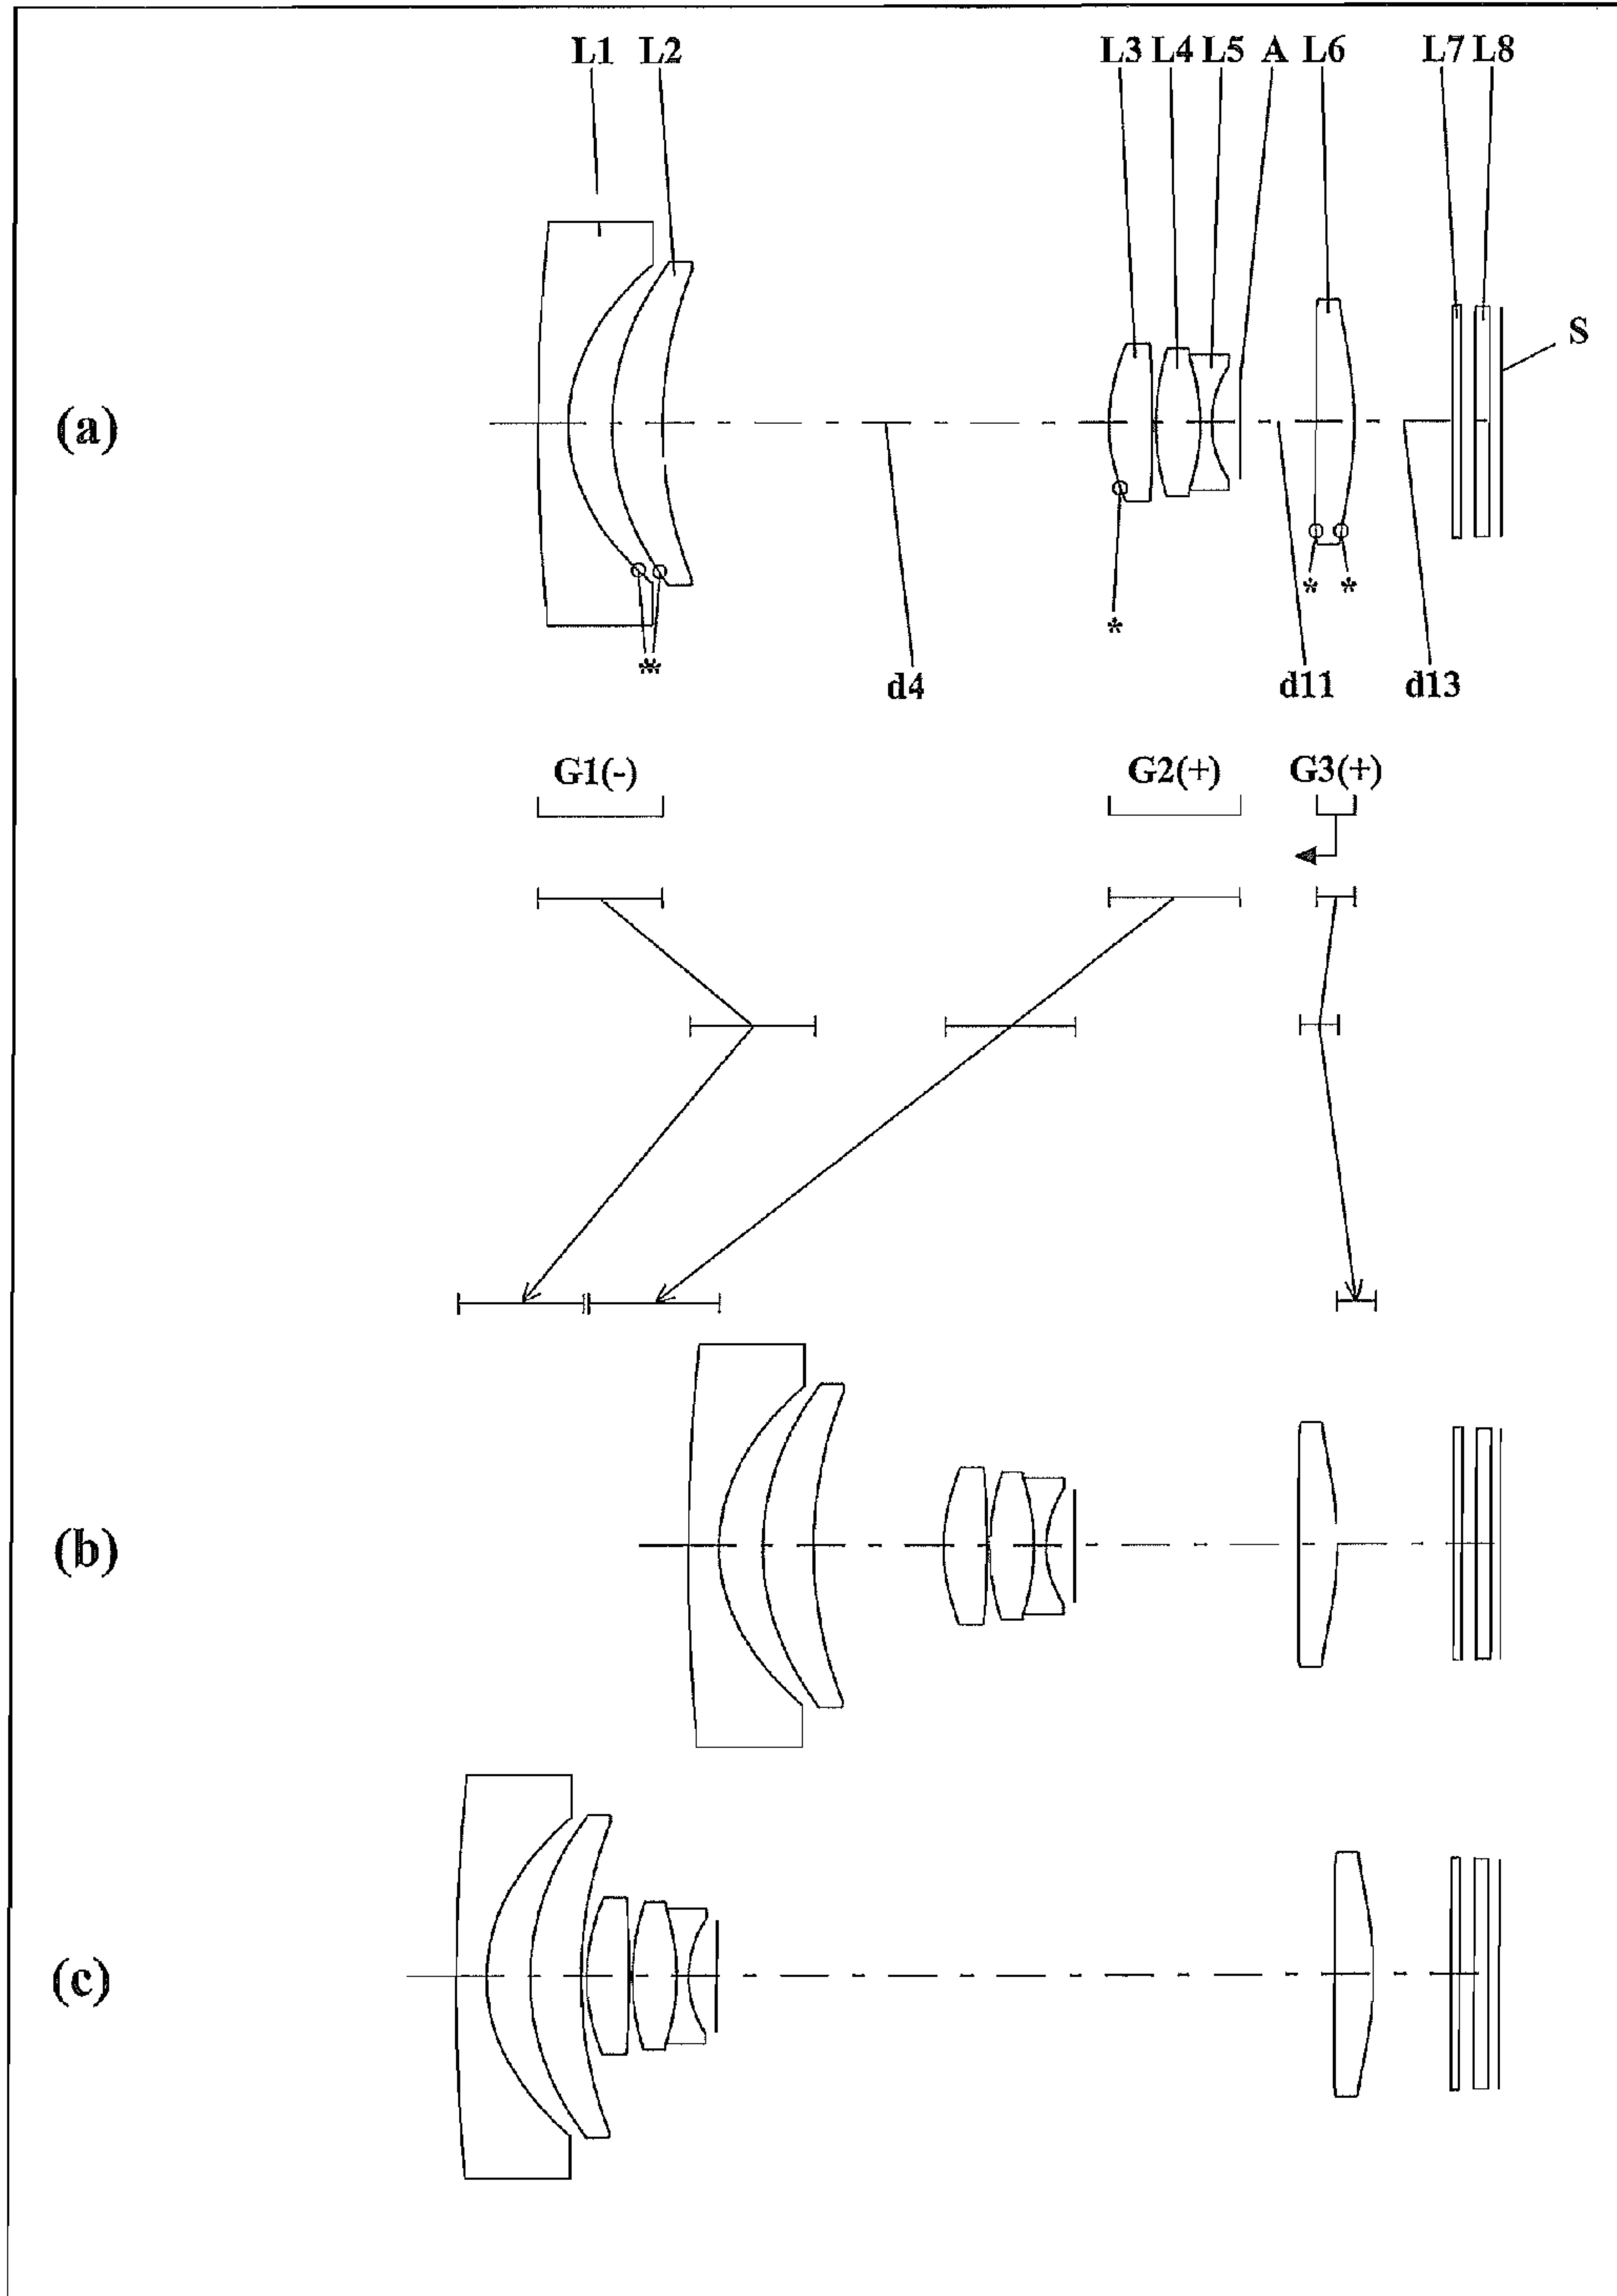 L1 L2 L3 L4 L5 A L6 L7 L8
S
(a)
* *
*
**
d4 d11 d13
G1(-) G2(+) G3(+)
(b)
(c)